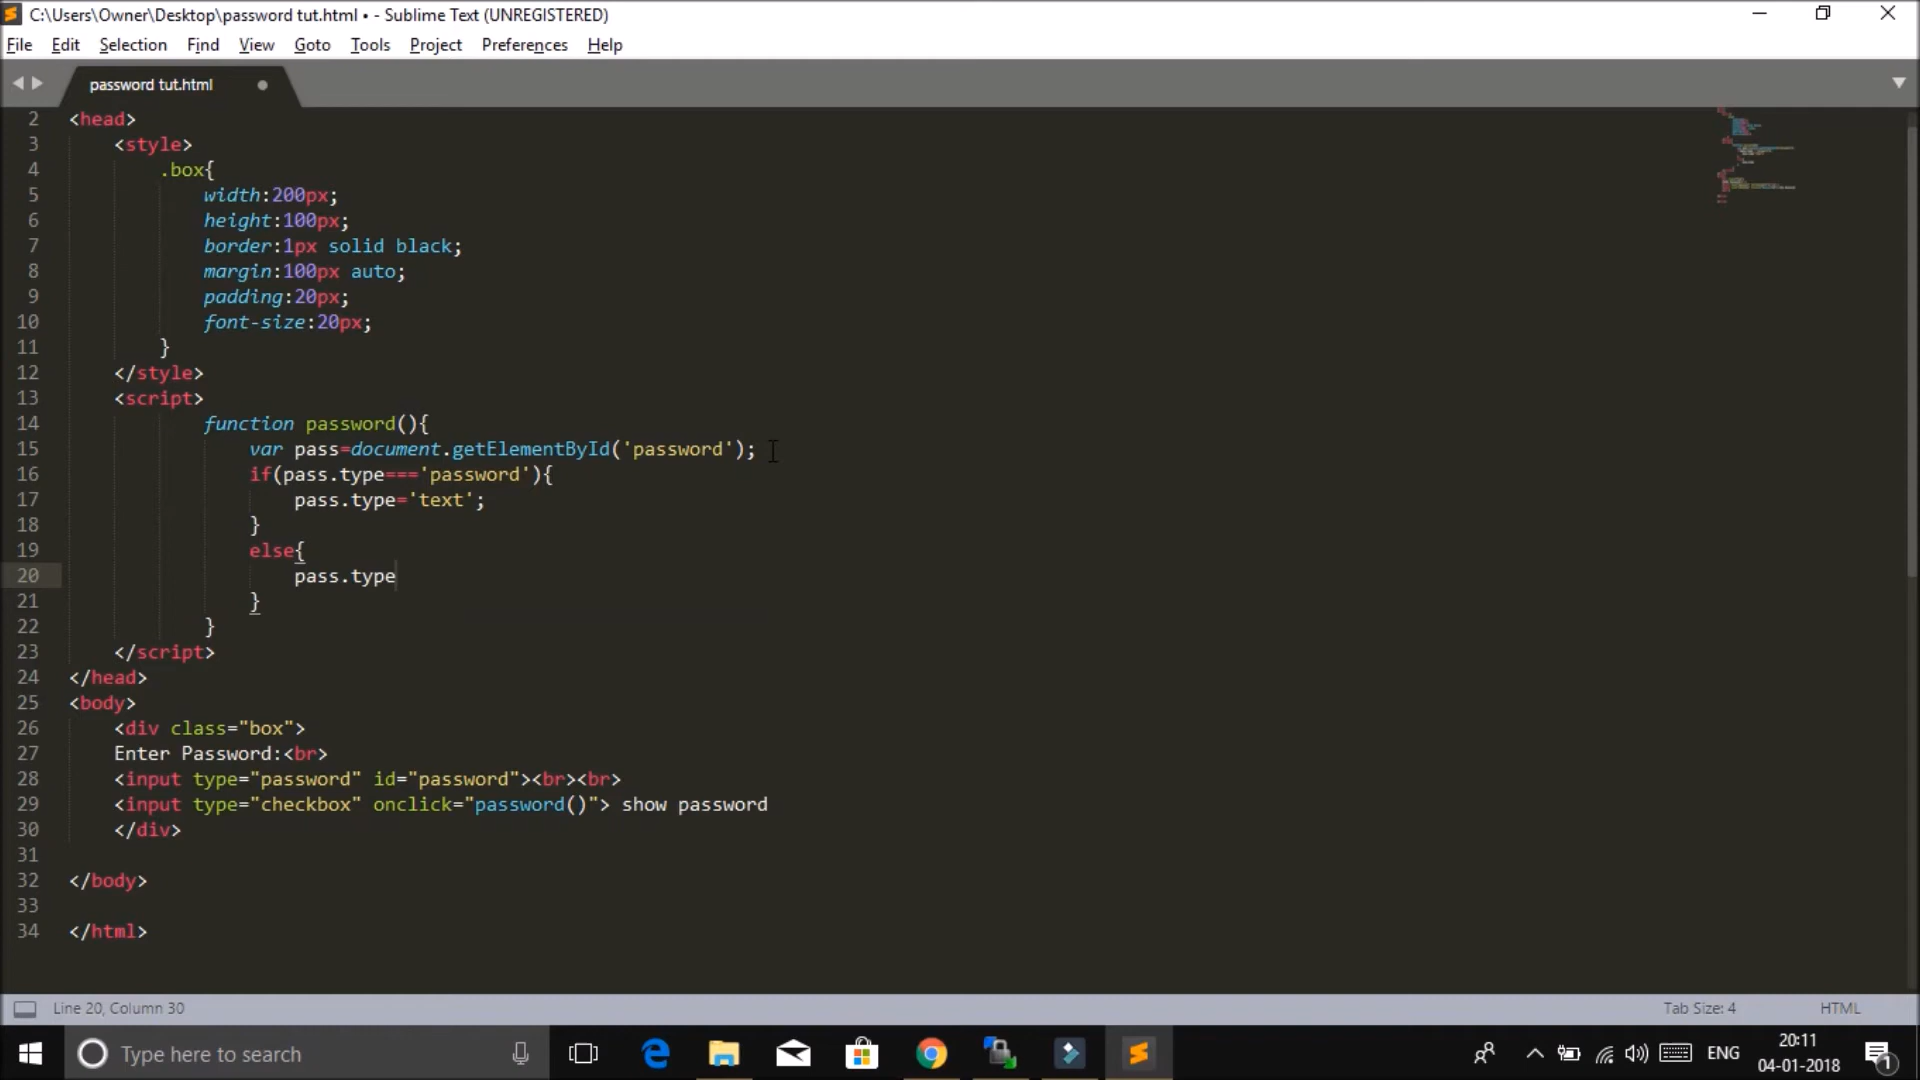 C:\Users\Owner\Desktop\password tut.html • - Sublime Text (UNREGISTERED)
File Edit Selection Find View Goto Tools Project Preferences Help
password tut.html
2 <head>
3 <style>
4 .box{
5 width:200px;
6 height:100px;
7 border:1px solid black;
8 margin:100px auto;
9 padding:20px;
10 font-size:20px;
11 }
12 </style>
13 <script>
14 function password(){
15 var pass=document.getElementById('password');
16 if(pass.type==='password'){
17 pass.type='text';
18 }
19 else{
20 pass.type
21 }
22 }
23 </script>
24 </head>
25 <body>
26 <div class="box">
27 Enter Password:<br>
28 <input type="password" id="password"><br><br>
29 <input type="checkbox" onclick="password()"> show password
30 </div>
31
32 </body>
33
34 </html>
Line 20, Column 30 Tab Size: 4 HTML
Type here to search ENG 20:11 1
04-01-2018